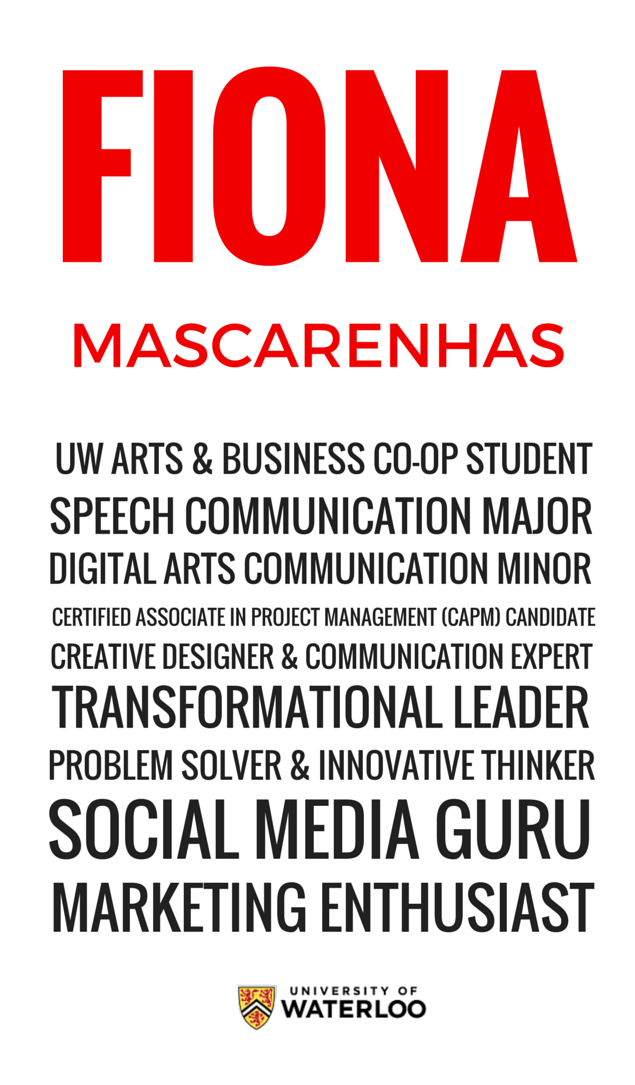 FIONA
MASCARENHAS
UW ARTS & BUSINESS CO-OP STUDENT
SPEECH COMMUNICATION MAJOR
DIGITAL ARTS COMMUNICATION MINOR
CERTIFIED ASSOCIATE IN PROJECT MANAGEMENT (CAPM) CANDIDATE
CREATIVE DESIGNER & COMMUNICATION EXPERT
TRANSFORMATIONAL LEADER
PROBLEM SOLVER & INNOVATIVE THINKER
SOCIAL MEDIA GURU
MARKETING ENTHUSIAST
UNIVERSITY OF
WATERLOO